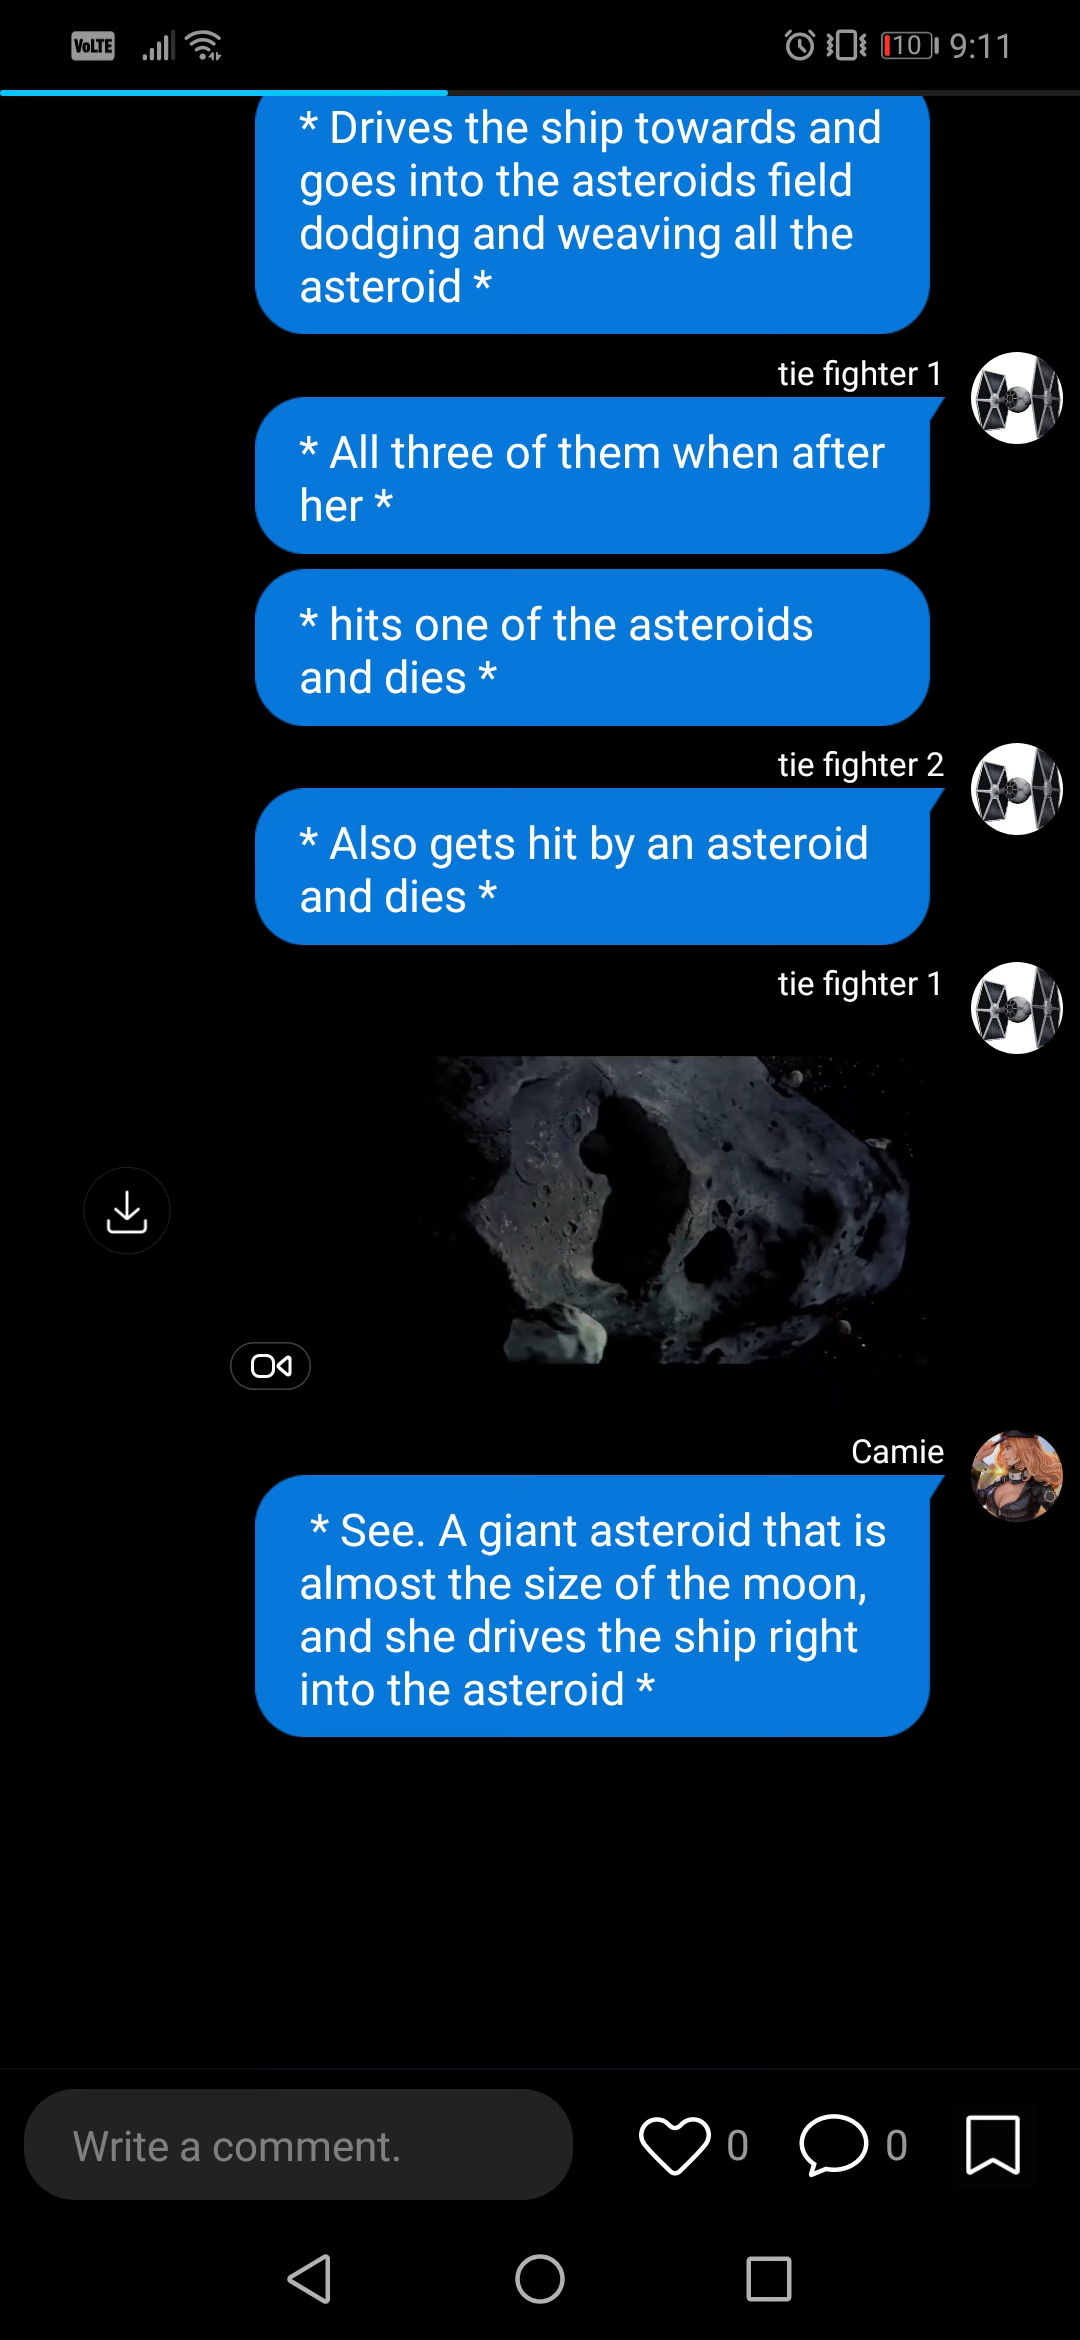 VoLTE
10
9:11
* Drives the ship towards and
goes into the asteroids field
dodging and weaving all the
asteroid *
tie fighter 1
* All three of them when after
her *
* hits one of the asteroids
and dies *
tie fighter 2
* Also gets hit by an asteroid
and dies *
tie fighter 1
Camie
* See. A giant asteroid that is
almost the size of the moon,
and she drives the ship right
into the asteroid *
Write a comment.
0
0